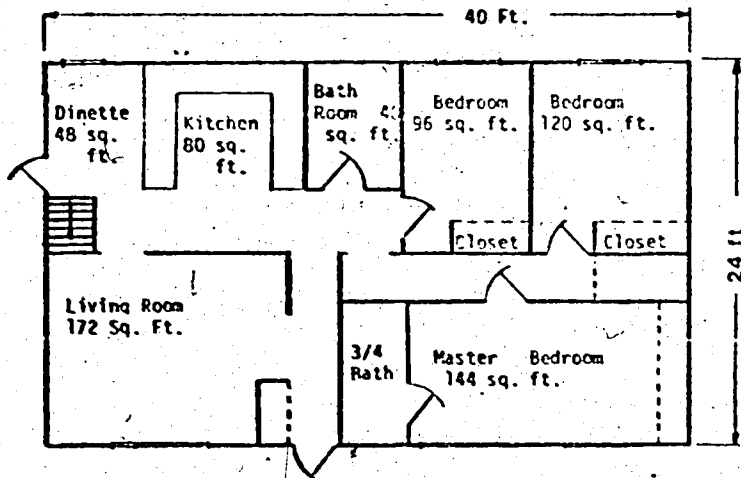 40 Ft.
Dinette
48 sq.
ft.
Kitchen
80 sq.
ft.
Bath
Room
sq. ft.
Bedroom
96 sq. ft.
Bedroom
120 sq. ft.
Closet
Closet
24 ft
Living Room
172 Sq. Ft.
3/4
Bath
Master Bedroom
144 sq. ft.